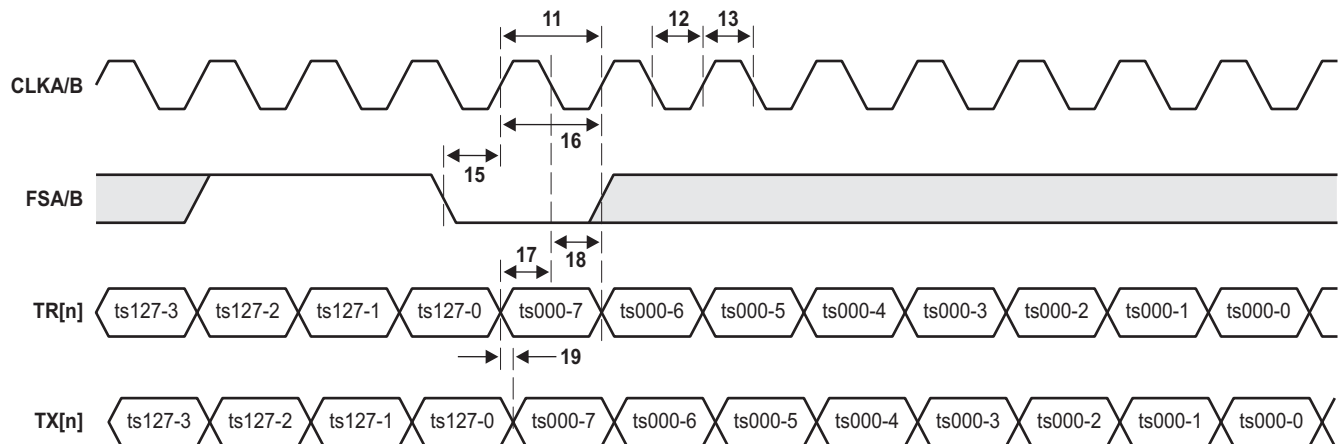 11 12 13
CLKA/B
16
15
FSA/B
17 18
TR[n] ts127-3 ts127-2 ts127-1 ts127-0 ts000-7 ts000-6 ts000-5 ts000-4 ts000-3 ts000-2 ts000-1 ts000-0
19
TX[n] ts127-3 ts127-2 ts127-1 ts127-0 ts000-7 ts000-6 ts000-5 ts000-4 ts000-3 ts000-2 ts000-1 ts000-0